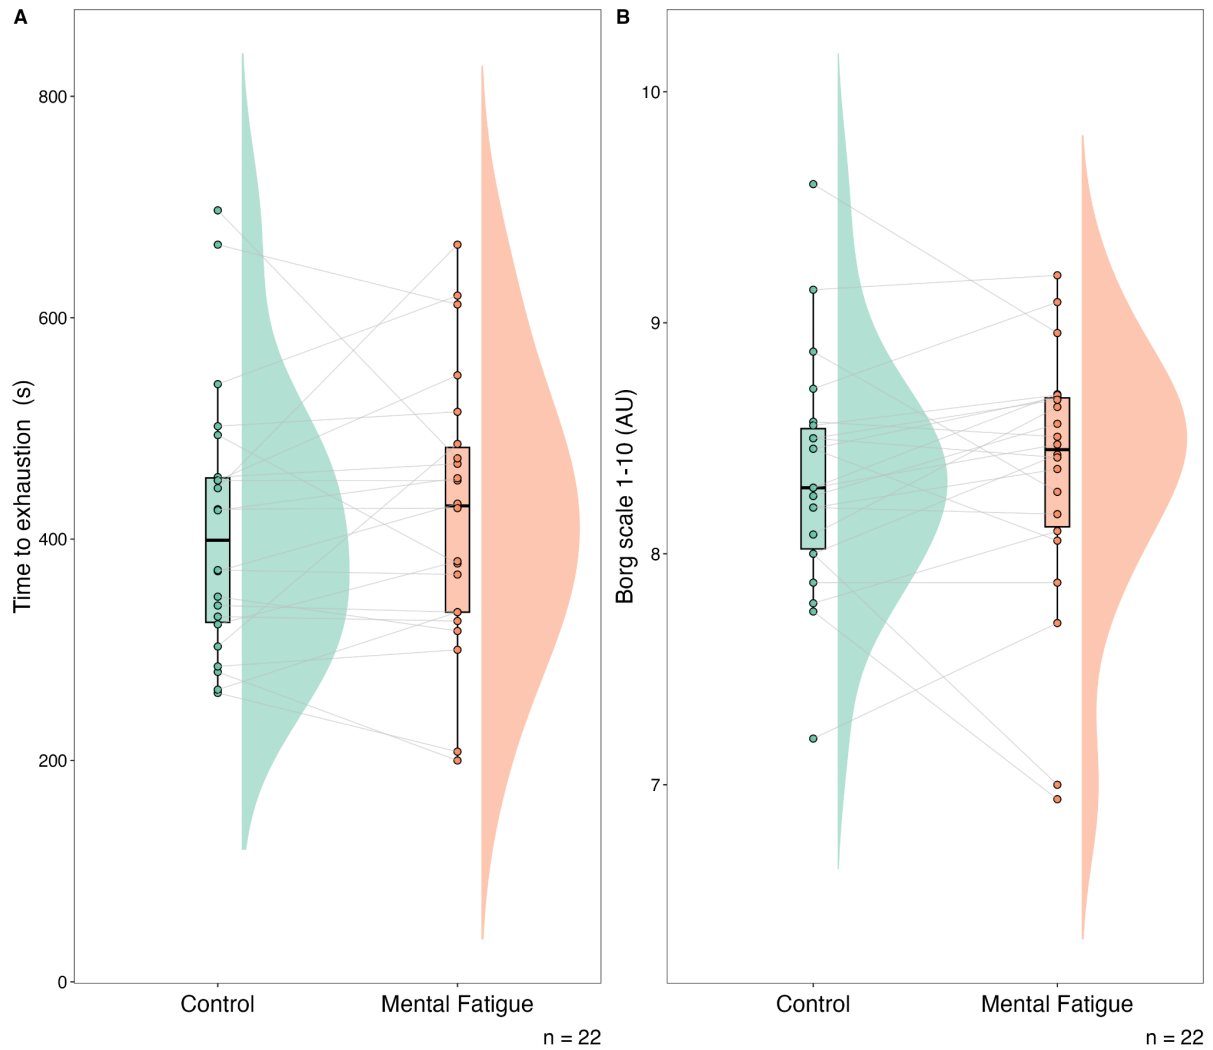 A
Time to exhaustion (s)
800
600
400
200
0
Control
Mental Fatigue
n = 22
B
Borg scale 1-10 (AU)
10
9
8
7
Control
Mental Fatigue
n = 22